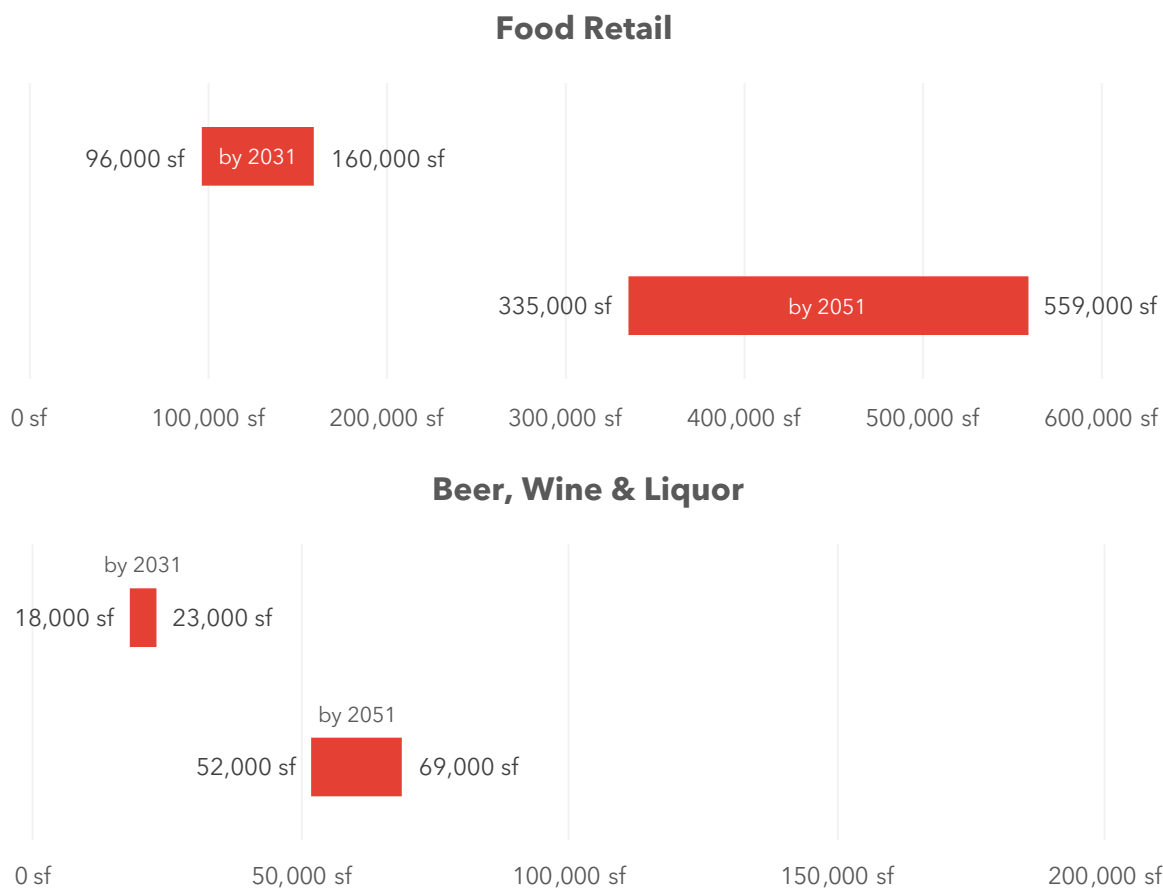 Food Retail
96,000 sf by 2031 160,000 sf
335,000 sf by 2051 559,000 sf
0 sf 100,000 sf 200,000 sf 300,000 sf 400,000 sf 500,000 sf 600,000 sf
Beer, Wine & Liquor
by 2031
18,000 sf 23,000 sf
by 2051
52,000 sf 69,000 sf
0 sf 50,000 sf 100,000 sf 150,000 sf 200,000 sf